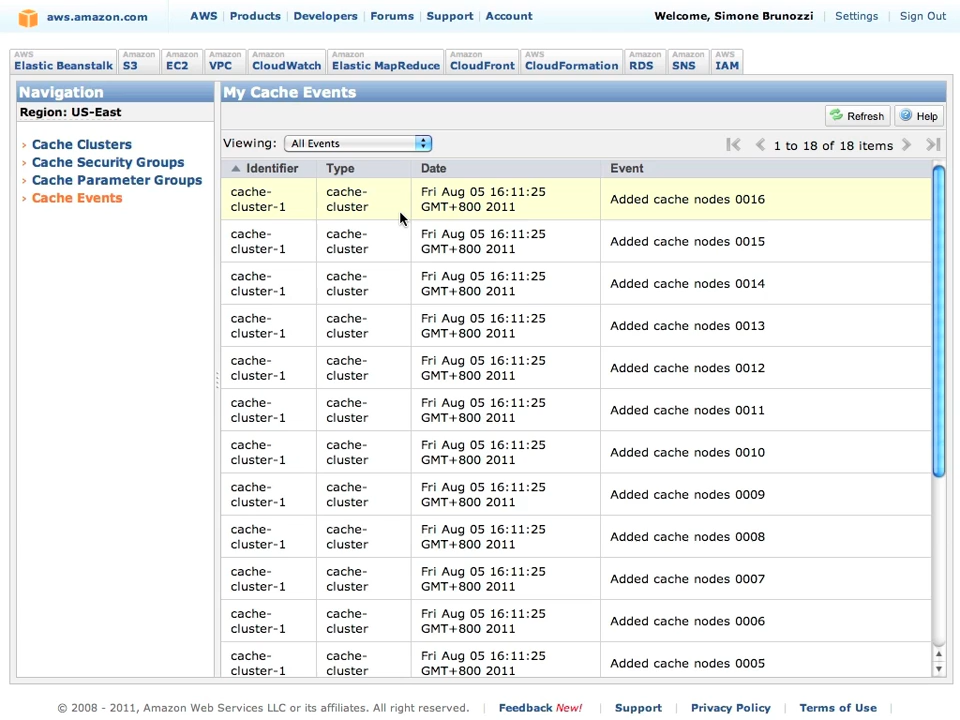 aws.amazon.com
AWS | Products | Developers | Forums | Support | Account
Welcome, Simone Brunozzi | Settings | Sign Out
AWS Elastic Beanstalk
Amazon S3
Amazon EC2
Amazon VPC
Amazon CloudWatch
Amazon Elastic MapReduce
Amazon CloudFront
AWS CloudFormation
Amazon RDS
Amazon SNS
AWS IAM
Navigation
Region: US-East
› Cache Clusters
› Cache Security Groups
› Cache Parameter Groups
› Cache Events
My Cache Events
Refresh
Help
Viewing: All Events
1 to 18 of 18 items
Identifier Type Date Event
cache- cache- Fri Aug 05 16:11:25
cluster-1 cluster GMT+800 2011 Added cache nodes 0016
cache- cache- Fri Aug 05 16:11:25
cluster-1 cluster GMT+800 2011 Added cache nodes 0015
cache- cache- Fri Aug 05 16:11:25
cluster-1 cluster GMT+800 2011 Added cache nodes 0014
cache- cache- Fri Aug 05 16:11:25
cluster-1 cluster GMT+800 2011 Added cache nodes 0013
cache- cache- Fri Aug 05 16:11:25
cluster-1 cluster GMT+800 2011 Added cache nodes 0012
cache- cache- Fri Aug 05 16:11:25
cluster-1 cluster GMT+800 2011 Added cache nodes 0011
cache- cache- Fri Aug 05 16:11:25
cluster-1 cluster GMT+800 2011 Added cache nodes 0010
cache- cache- Fri Aug 05 16:11:25
cluster-1 cluster GMT+800 2011 Added cache nodes 0009
cache- cache- Fri Aug 05 16:11:25
cluster-1 cluster GMT+800 2011 Added cache nodes 0008
cache- cache- Fri Aug 05 16:11:25
cluster-1 cluster GMT+800 2011 Added cache nodes 0007
cache- cache- Fri Aug 05 16:11:25
cluster-1 cluster GMT+800 2011 Added cache nodes 0006
cache- cache- Fri Aug 05 16:11:25
cluster-1 cluster GMT+800 2011 Added cache nodes 0005
© 2008 - 2011, Amazon Web Services LLC or its affiliates. All right reserved. | Feedback New! | Support | Privacy Policy | Terms of Use |